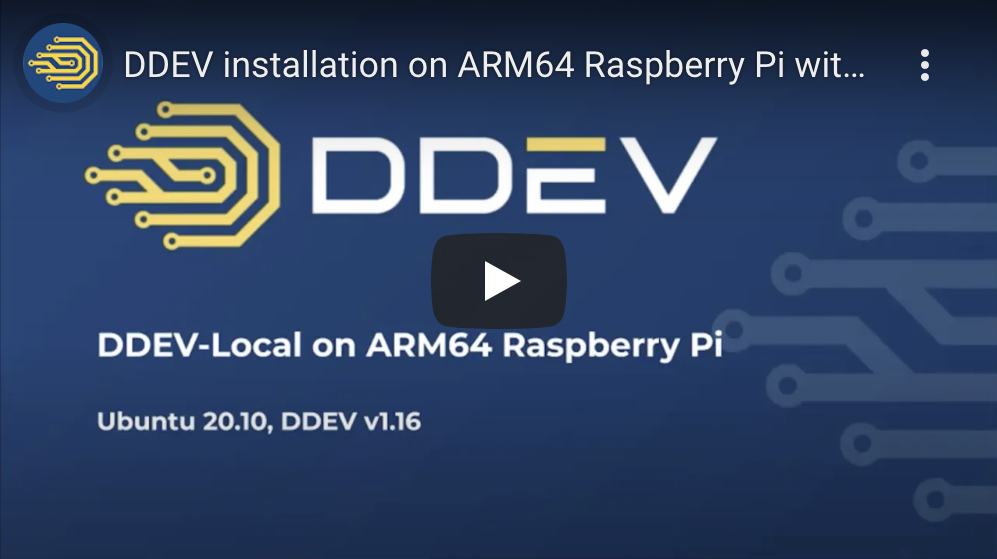 DDEV installation on ARM64 Raspberry Pi wit...
DDEV
DDEV-Local on ARM64 Raspberry Pi
Ubuntu 20.10, DDEV v1.16